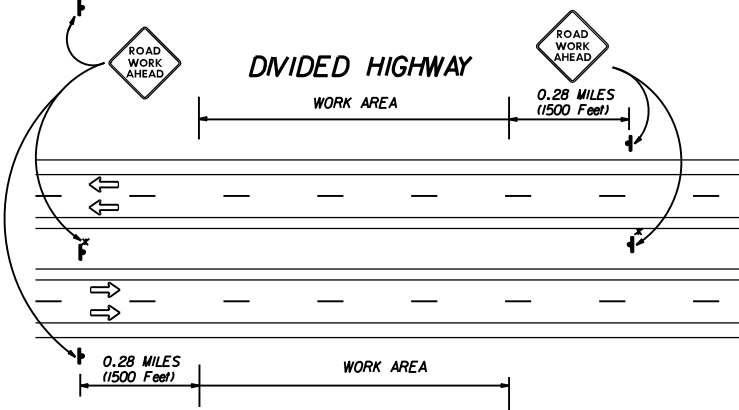 ROAD
WORK
AHEAD
DIVIDED HIGHWAY
ROAD
WORK
AHEAD
WORK AREA
0.28 MILES
(1500 Feet)
x
x
0.28 MILES
(1500 Feet)
WORK AREA